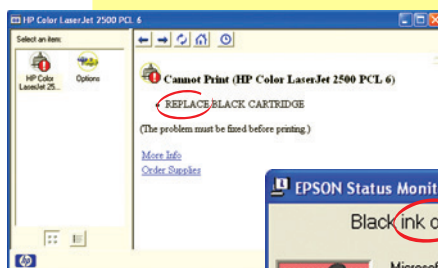 HP Color LaserJet 2500 PCL 6
Select an item:
HP Color
LaserJet 25...
Options
Cannot Print (HP Color LaserJet 2500 PCL 6)
• REPLACE BLACK CARTRIDGE
(The problem must be fixed before printing.)
More Info
Order Supplies
hp
EPSON Status Monit
Black ink o
Microsof